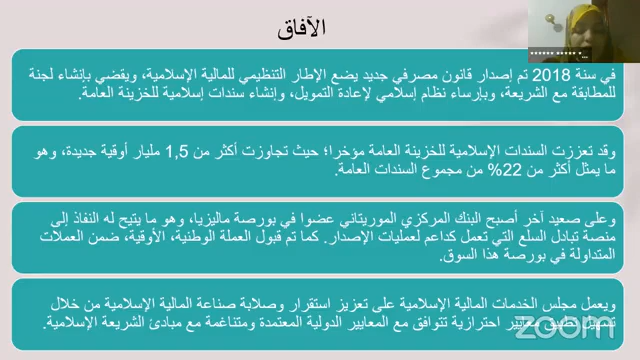 الآفاق
في سنة 2018 تم إصدار قانون مصرفي جديد يضع الإطار التنظيمي للمالية الإسلامية، ويقضي بإنشاء لجنة
للمطابقة مع الشريعة، وبإرساء نظام إسلامي لإعادة التمويل، وإنشاء سندات إسلامية للخزينة العامة.
وقد تعززت السندات الإسلامية للخزينة العامة مؤخرا؛ حيث تجاوزت أكثر من 1,5 مليار أوقية جديدة، وهو
ما يمثل أكثر من 22% من مجموع السندات العامة.
وعلى صعيد آخر أصبح البنك المركزي الموريتاني عضوا في بورصة ماليزيا، وهو ما يتيح له النفاذ إلى
منصة تبادل السلع التي تعمل كداعم لعمليات الإصدار. كما تم قبول العملة الوطنية، الأوقية، ضمن العملات
المتداولة في بورصة هذا السوق.
ويعمل مجلس الخدمات المالية الإسلامية على تعزيز استقرار وصلابة صناعة المالية الإسلامية من خلال
معايير احترازية تتوافق مع المعايير الدولية المعتمدة ومتناغمة مع مبادئ الشريعة الإسلامية.
zoom